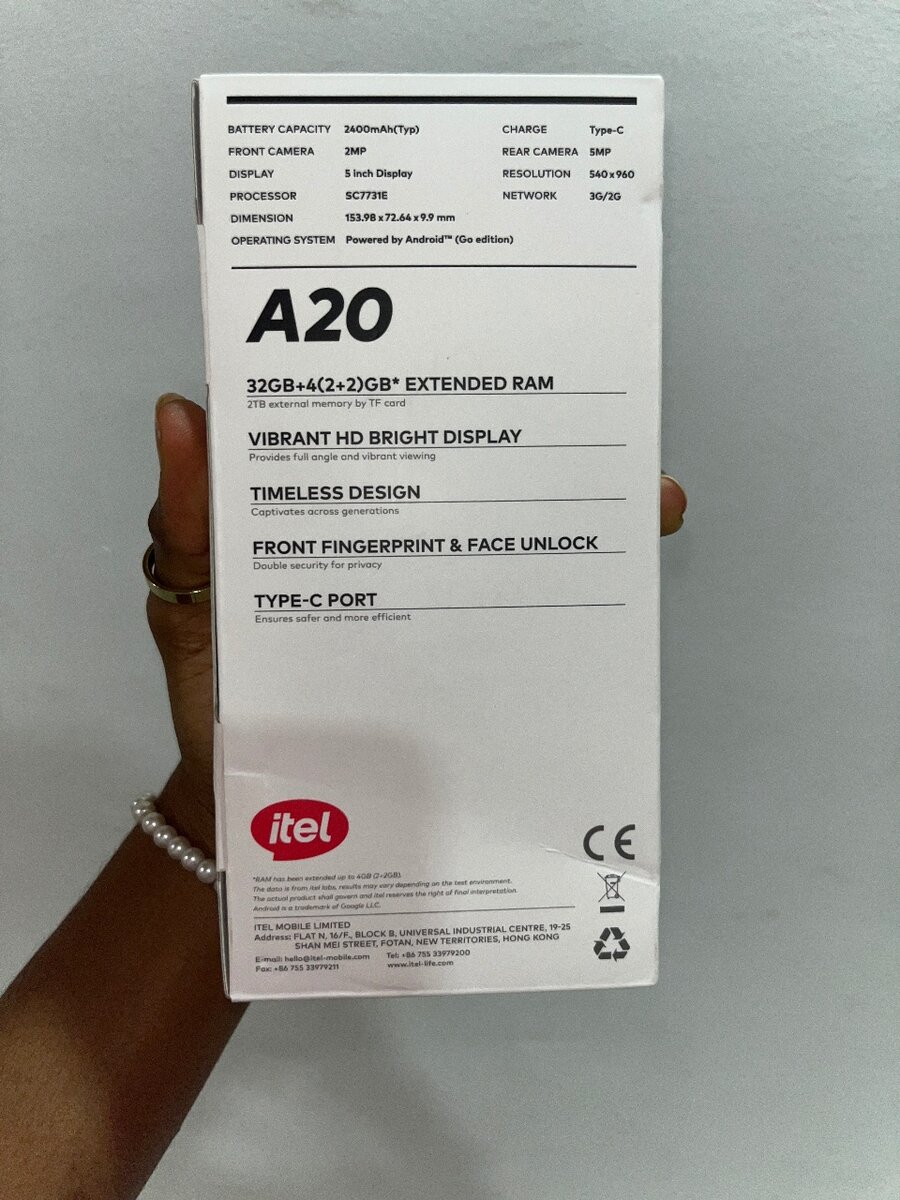 BATTERY CAPACITY 2400mAh(Typ) CHARGE Type-C
FRONT CAMERA 2MP REAR CAMERA 5MP
DISPLAY 5 inch Display RESOLUTION 540 x 960
PROCESSOR SC7731E NETWORK 3G/2G
DIMENSION 153.98 x 72.64 x 9.9 mm
OPERATING SYSTEM Powered by Android™ (Go edition)
A20
32GB+4(2+2)GB* EXTENDED RAM
2TB external memory by TF card
VIBRANT HD BRIGHT DISPLAY
Provides full angle and vibrant viewing
TIMELESS DESIGN
Captivates across generations
FRONT FINGERPRINT & FACE UNLOCK
Double security for privacy
TYPE-C PORT
Ensures safer and more efficient
itel
CE
*RAM has been extended up to 4GB (2+2GB).
The data is from itel labs, results may vary depending on the test environment.
The actual product shall govern and itel reserves the right of final interpretation.
Android is a trademark of Google LLC.
ITEL MOBILE LIMITED
Address: FLAT N, 16/F., BLOCK B, UNIVERSAL INDUSTRIAL CENTRE, 19-25
SHAN MEI STREET, FOTAN, NEW TERRITORIES, HONG KONG
E-mail: hello@itel-mobile.com Tel: +86 755 33979200
Fax: +86 755 33979211 www.itel-life.com